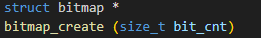 struct bitmap *
bitmap_create (size_t bit_cnt)